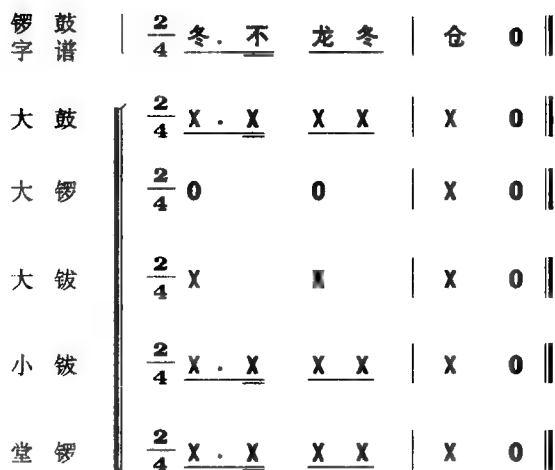 锣 鼓
字 谱 | 2/4 冬 . 不 龙 冬 | 仓 0 ‖
大 鼓 2/4 X . X X X | X 0 ‖
大 锣 2/4 0 0 | X 0 ‖
大 钹 2/4 X X | X 0 ‖
小 钹 2/4 X . X X X | X 0 ‖
堂 锣 2/4 X . X X X | X 0 ‖